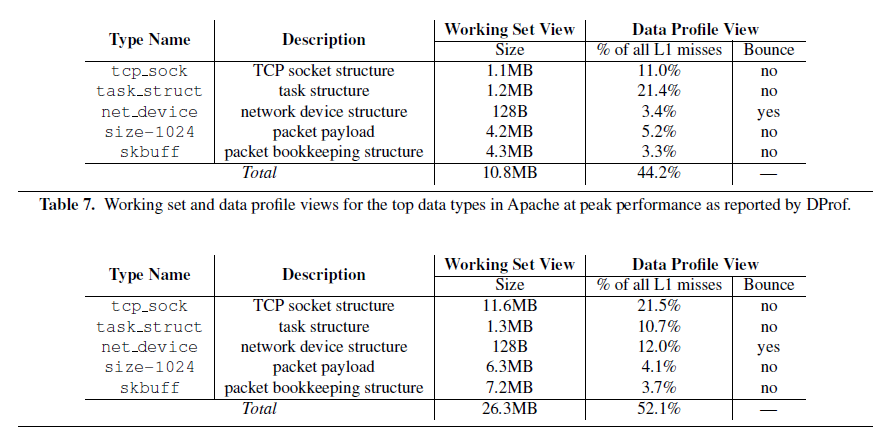 Type Name Description Working Set View Data Profile View
Size % of all L1 misses Bounce
tcp_sock TCP socket structure 1.1MB 11.0% no
task_struct task structure 1.2MB 21.4% no
net_device network device structure 128B 3.4% yes
size-1024 packet payload 4.2MB 5.2% no
skbuff packet bookkeeping structure 4.3MB 3.3% no
Total 10.8MB 44.2% —
Table 7. Working set and data profile views for the top data types in Apache at peak performance as reported by DProf.
Type Name Description Working Set View Data Profile View
Size % of all L1 misses Bounce
tcp_sock TCP socket structure 11.6MB 21.5% no
task_struct task structure 1.3MB 10.7% no
net_device network device structure 128B 12.0% yes
size-1024 packet payload 6.3MB 4.1% no
skbuff packet bookkeeping structure 7.2MB 3.7% no
Total 26.3MB 52.1% —